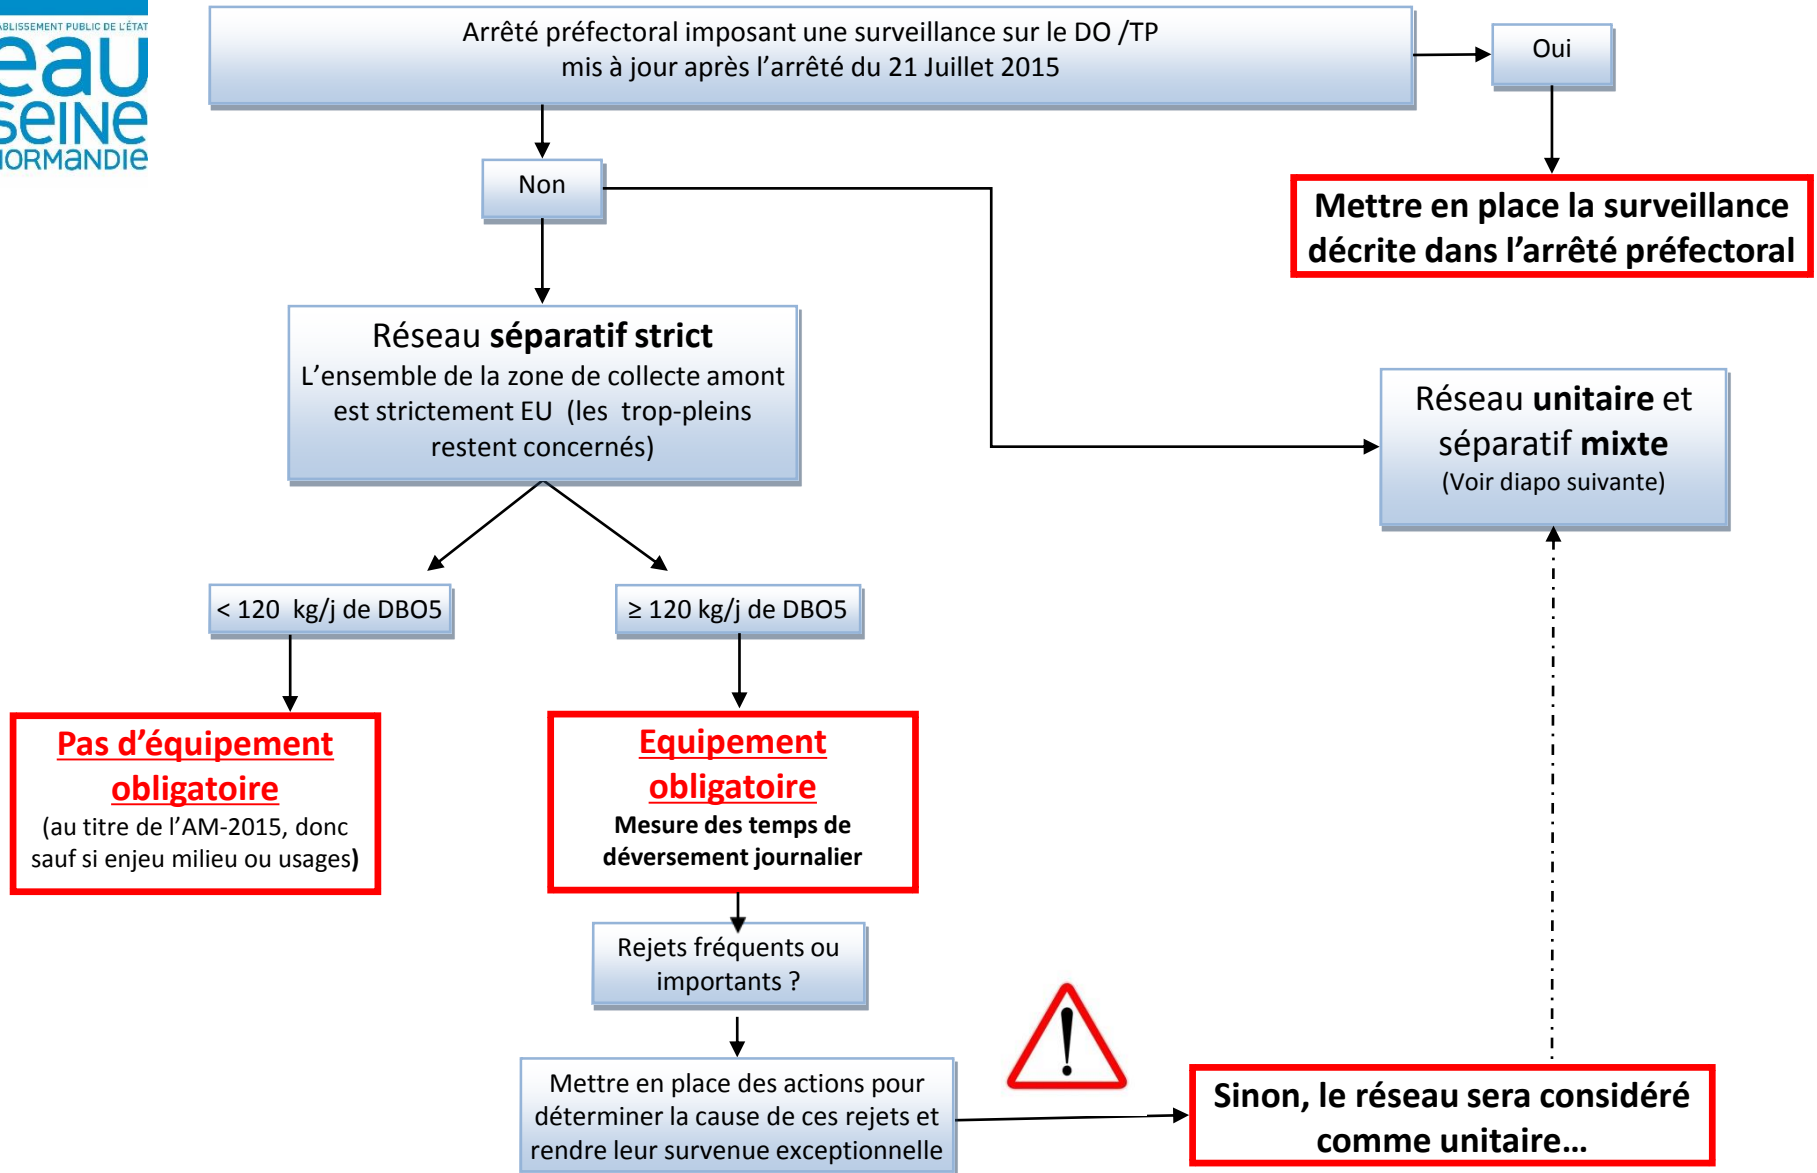 ABLISSEMENT PUBLIC DE L'ÉTAT
eau
seine
NORMANDIE
Arrêté préfectoral imposant une surveillance sur le DO /TP
mis à jour après l'arrêté du 21 Juillet 2015
Oui
Non
Mettre en place la surveillance
décrite dans l'arrêté préfectoral
Réseau séparatif strict
L'ensemble de la zone de collecte amont
est strictement EU (les trop-pleins
restent concernés)
Réseau unitaire et
séparatif mixte
(Voir diapo suivante)
< 120 kg/j de DBO5
≥ 120 kg/j de DBO5
Pas d'équipement
obligatoire
(au titre de l'AM-2015, donc
sauf si enjeu milieu ou usages)
Equipement
obligatoire
Mesure des temps de
déversement journalier
Rejets fréquents ou
importants ?
Mettre en place des actions pour
déterminer la cause de ces rejets et
rendre leur survenue exceptionnelle
!
Sinon, le réseau sera considéré
comme unitaire…